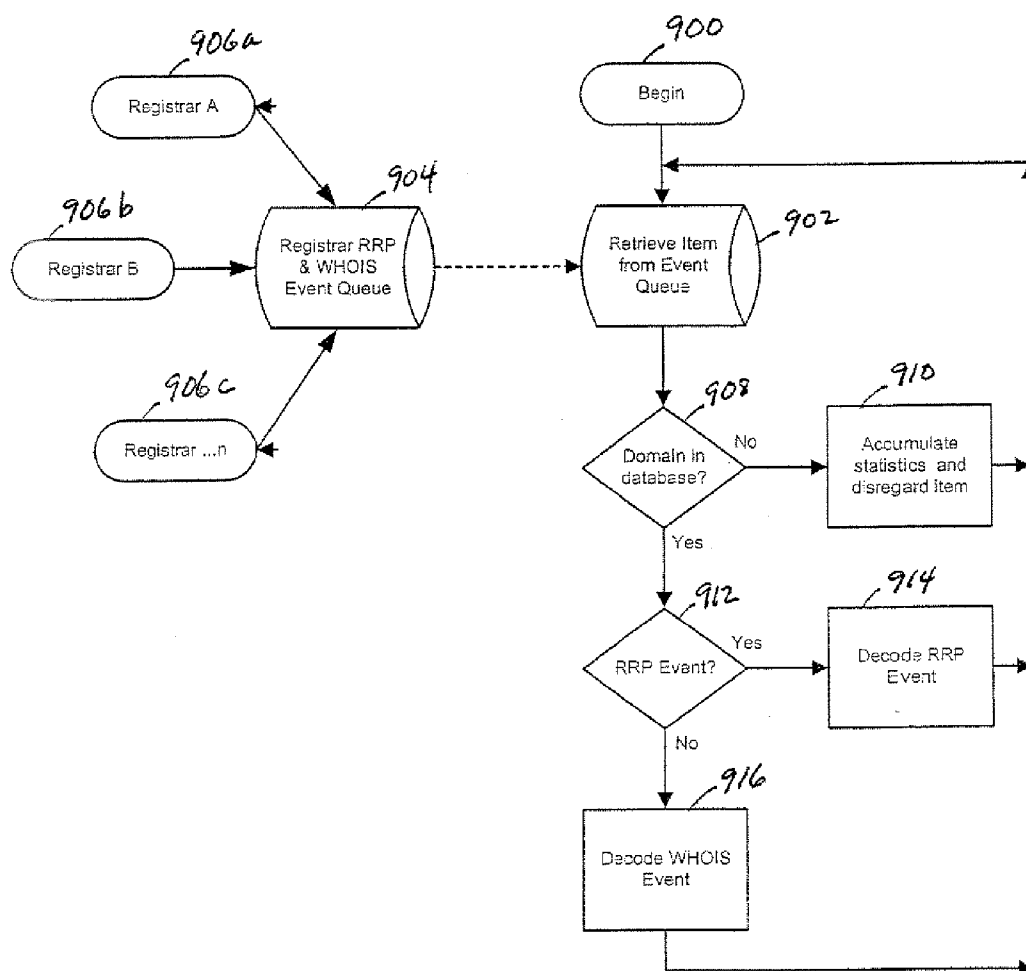 906a
Registrar A
900
Begin
904
Registrar RRP
& WHOIS
Event Queue
902
Retrieve Item
from Event
Queue
906b
Registrar B
906c
Registrar ...n
908
Domain in
database?
No
Yes
910
Accumulate
statistics and
disregard item
912
RRP Event?
Yes
No
914
Decode RRP
Event
916
Decode WHOIS
Event